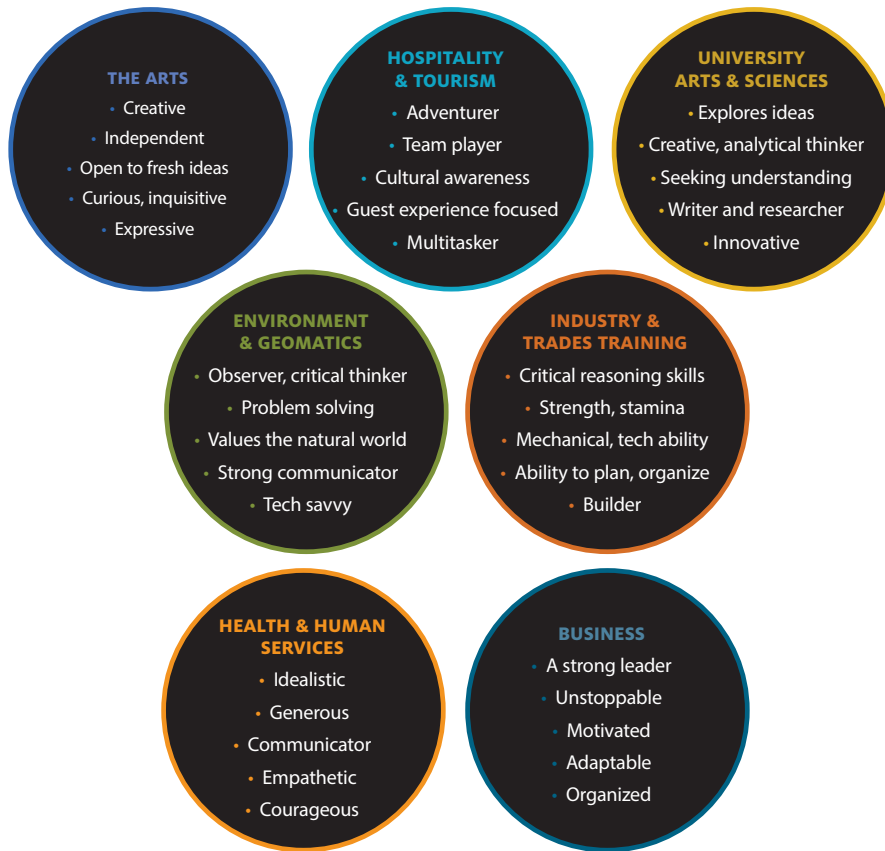 THE ARTS
• Creative
• Independent
• Open to fresh ideas
• Curious, inquisitive
• Expressive
HOSPITALITY
& TOURISM
• Adventurer
• Team player
• Cultural awareness
• Guest experience focused
• Multitasker
UNIVERSITY
ARTS & SCIENCES
• Explores ideas
• Creative, analytical thinker
• Seeking understanding
• Writer and researcher
• Innovative
ENVIRONMENT
& GEOMATICS
• Observer, critical thinker
• Problem solving
• Values the natural world
• Strong communicator
• Tech savvy
INDUSTRY &
TRADES TRAINING
• Critical reasoning skills
• Strength, stamina
• Mechanical, tech ability
• Ability to plan, organize
• Builder
HEALTH & HUMAN
SERVICES
• Idealistic
• Generous
• Communicator
• Empathetic
• Courageous
BUSINESS
• A strong leader
• Unstoppable
• Motivated
• Adaptable
• Organized